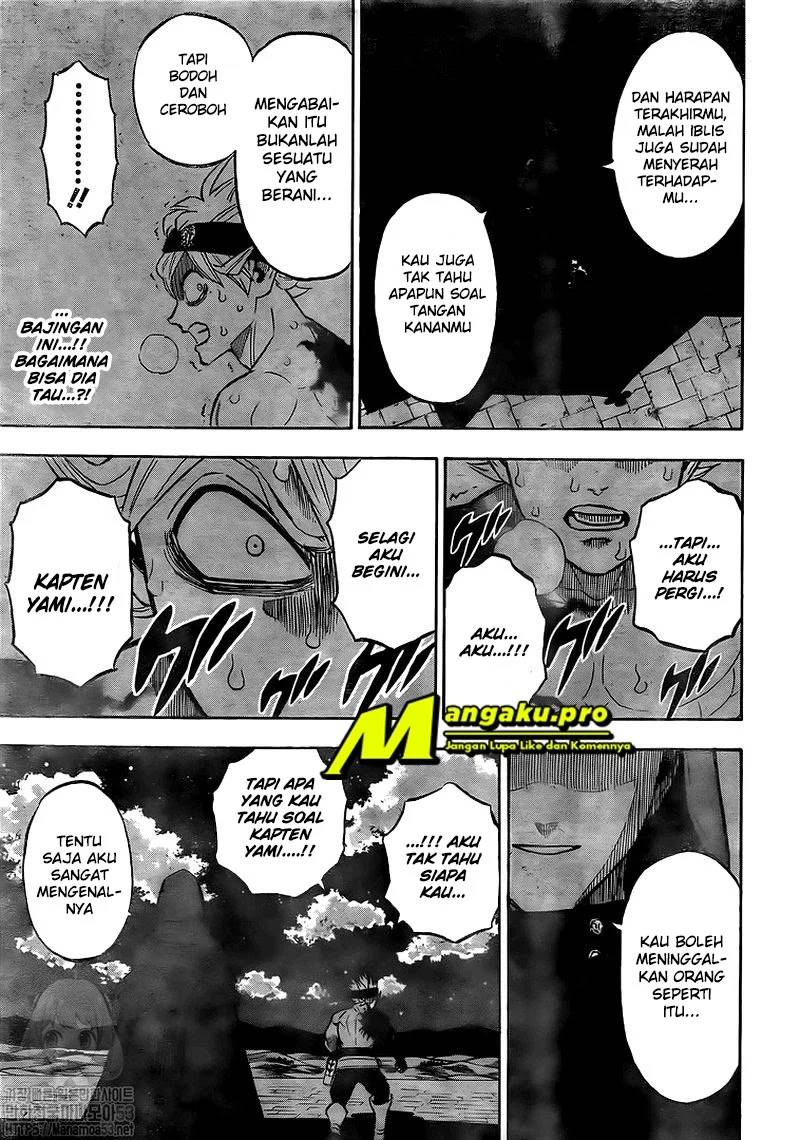 DAN HARAPAN
TERAKHIRMU,
MALAH IBLIS
JUGA SUDAH
MENYERAH
TERHADAP-
MU...
KAU JUGA
TAK TAHU
APAPUN SOAL
TANGAN
KANANMU
MENGABAI-
KAN ITU
BUKANLAH
SESUATU
YANG
BERANI...
TAPI
BODOH
DAN
CEROBOH
...
BAJINGAN
INI...!!
BAGAIMANA
BISA DIA
TAU...?!
...TAPI...
AKU
HARUS
PERGI...!
AKU...
AKU...!!!
SELAGI
AKU
BEGINI...
KAPTEN
YAMI...!!!
Mangaku.pro
Jangan Lupa Like dan Komennya
KAU BOLEH
MENINGGAL-
KAN ORANG
SEPERTI
ITU...
...!!! AKU
TAK TAHU
SIAPA
KAU...
TAPI APA
YANG KAU
TAHU SOAL
KAPTEN
YAMI....!!
TENTU
SAJA AKU
SANGAT
MENGENAL-
NYA
https://Manamoa53.net